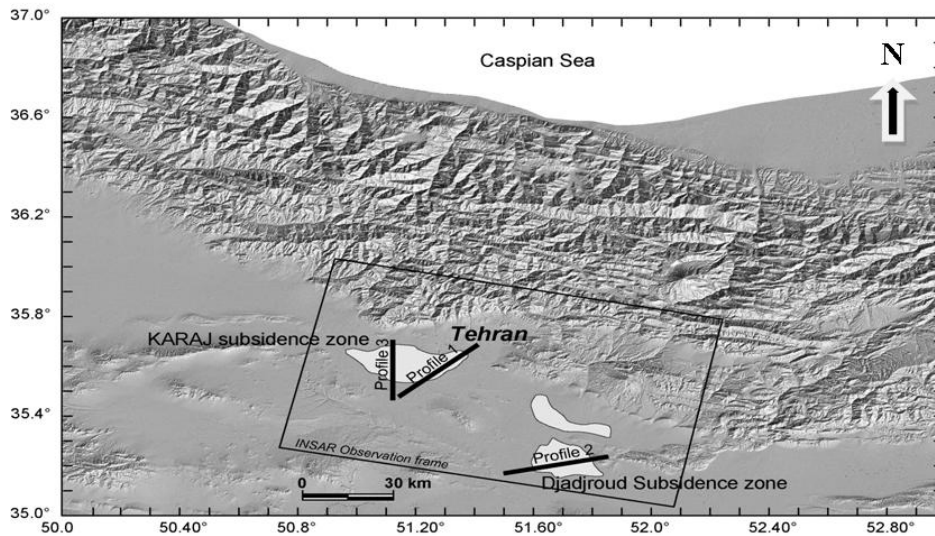 37.0°
Caspian Sea
N
36.6°
36.2°
35.8°
Tehran
KARAJ subsidence zone
Profile 3
Profile 1
35.4°
INSAR Observation frame
Profile 2
Djadjroud Subsidence zone
0 30 km
35.0°
50.0 50.40 50.8 51.20 51.60 52.0 52.40 52.80